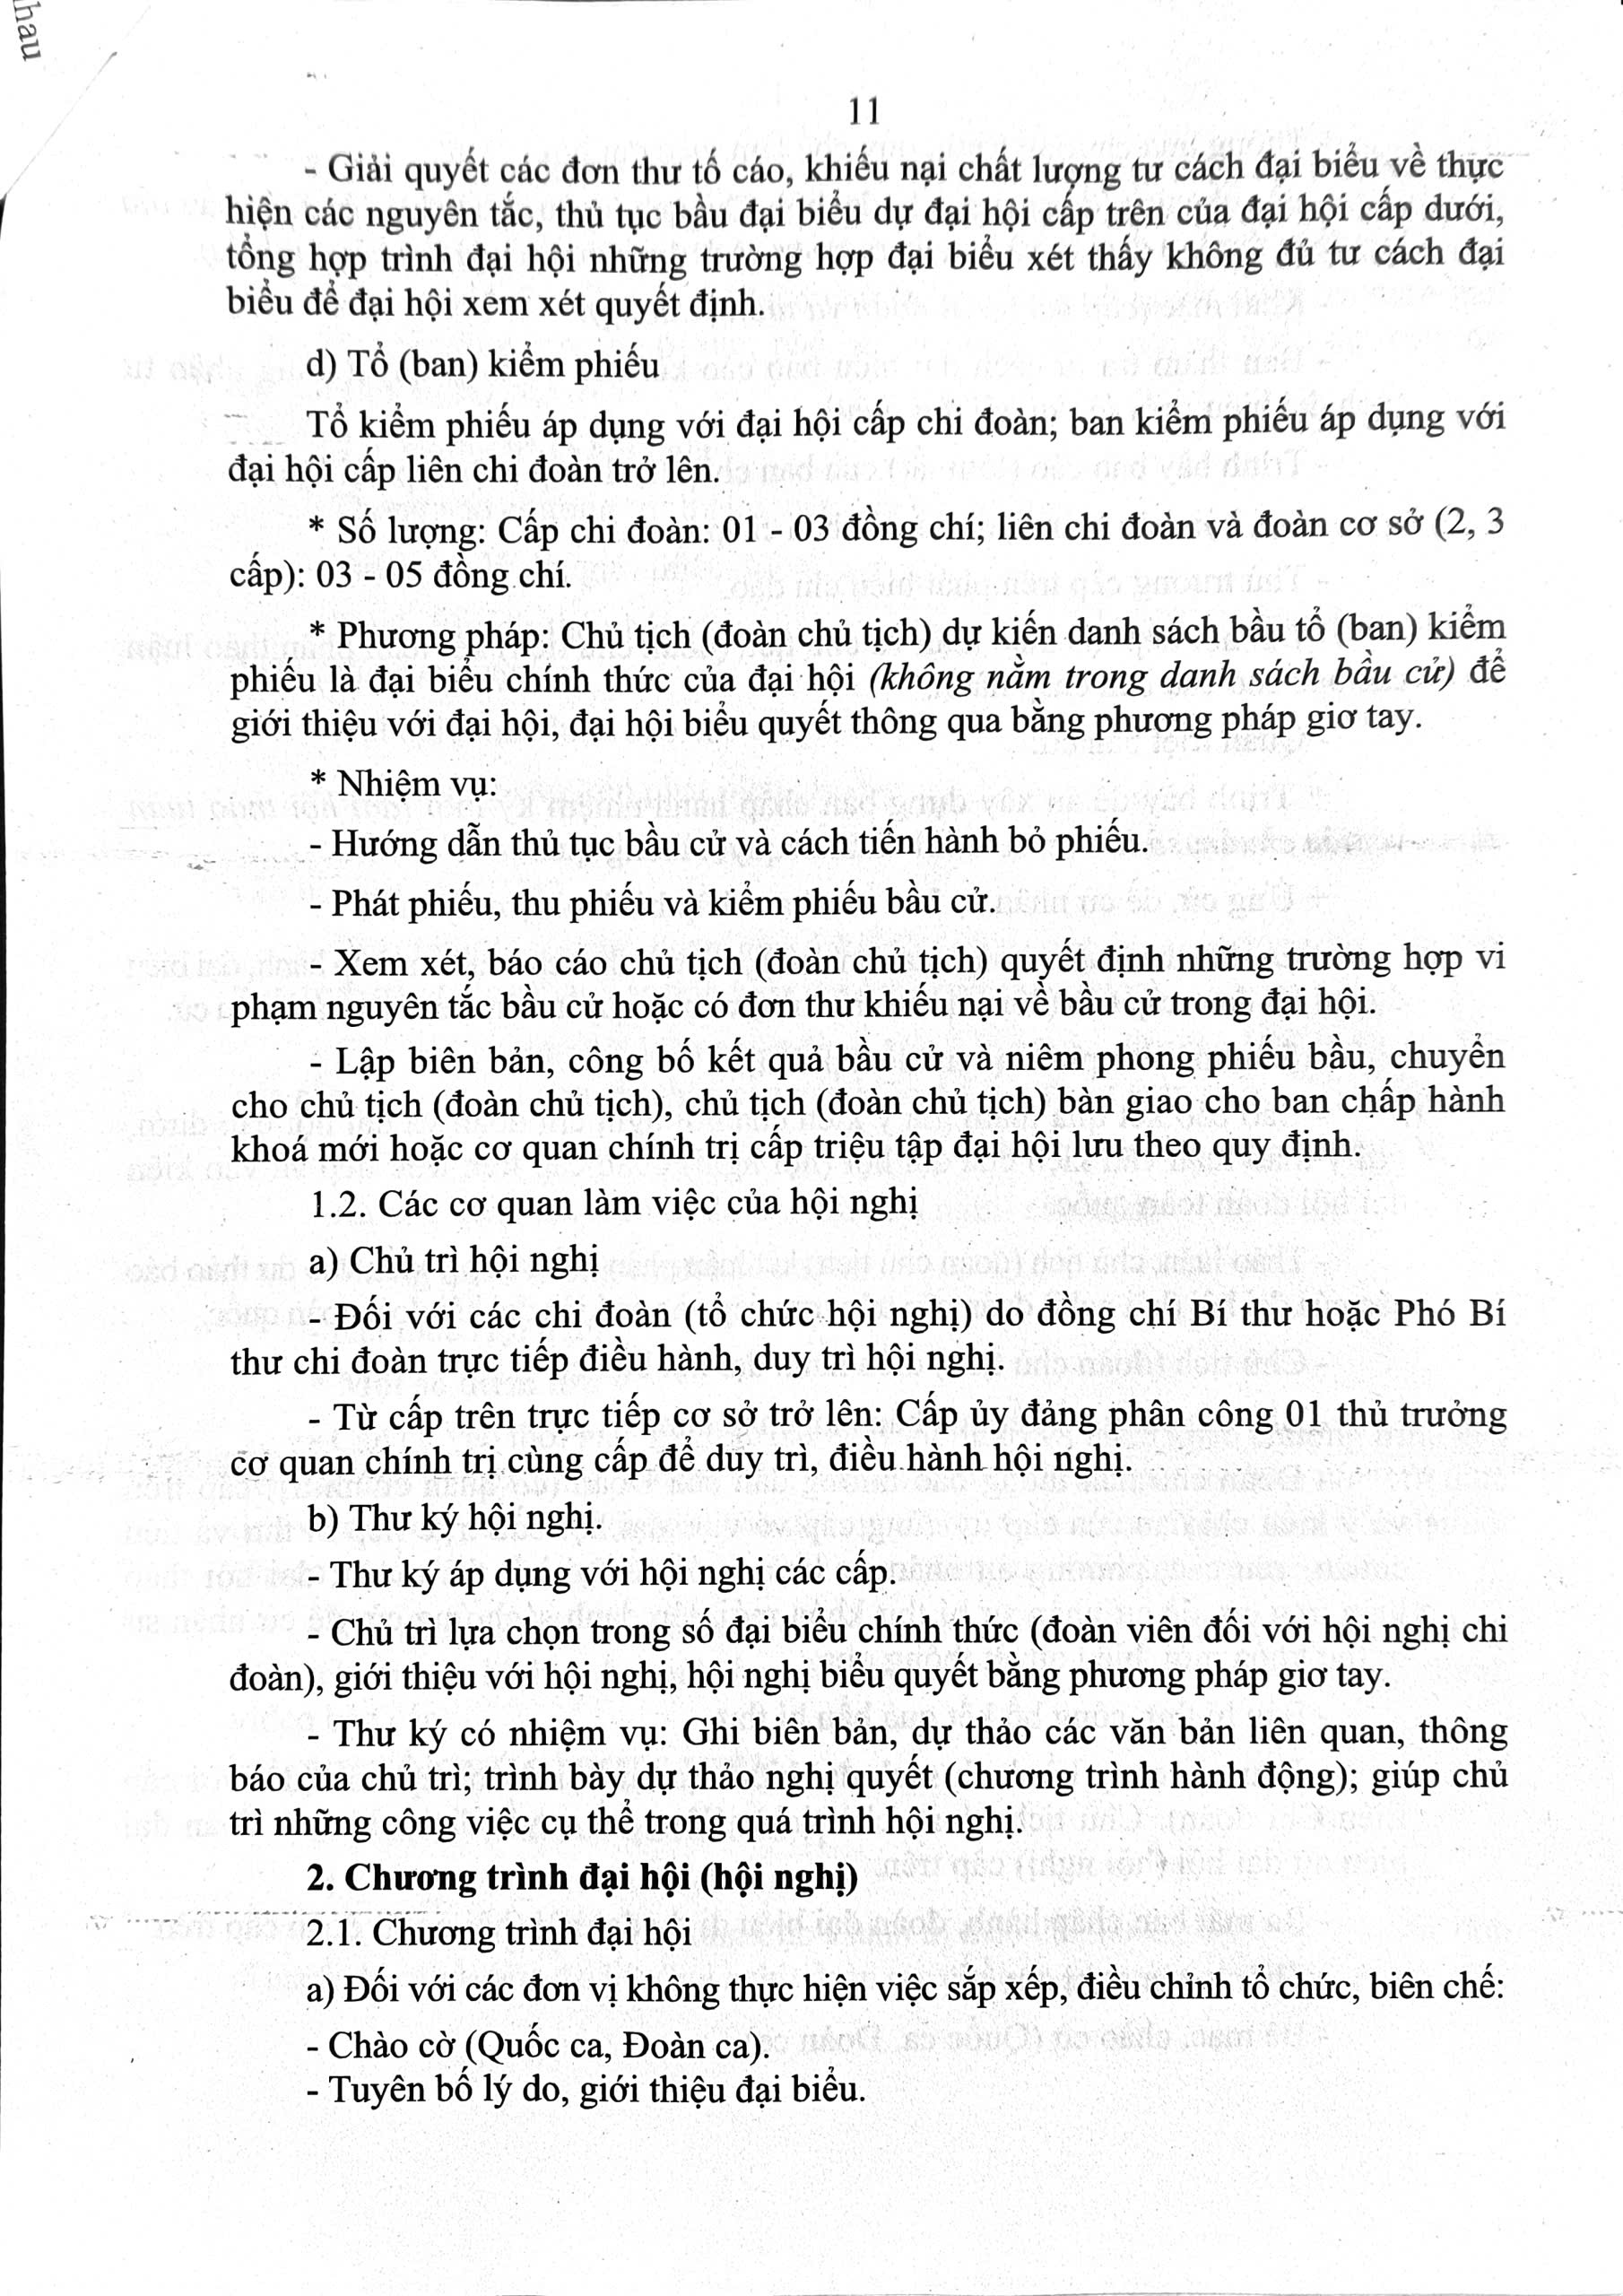 hau
11
- Giải quyết các đơn thư tố cáo, khiếu nại chất lượng tư cách đại biểu về thực
hiện các nguyên tắc, thủ tục bầu đại biểu dự đại hội cấp trên của đại hội cấp dưới,
tổng hợp trình đại hội những trường hợp đại biểu xét thấy không đủ tư cách đại
biểu để đại hội xem xét quyết định.
d) Tổ (ban) kiểm phiếu
Tổ kiểm phiếu áp dụng với đại hội cấp chi đoàn; ban kiểm phiếu áp dụng với
đại hội cấp liên chi đoàn trở lên.
* Số lượng: Cấp chi đoàn: 01 - 03 đồng chí; liên chi đoàn và đoàn cơ sở (2, 3
cấp): 03 - 05 đồng chí.
* Phương pháp: Chủ tịch (đoàn chủ tịch) dự kiến danh sách bầu tổ (ban) kiểm
phiếu là đại biểu chính thức của đại hội (không nằm trong danh sách bầu cử) để
giới thiệu với đại hội, đại hội biểu quyết thông qua bằng phương pháp giơ tay.
* Nhiệm vụ:
- Hướng dẫn thủ tục bầu cử và cách tiến hành bỏ phiếu.
- Phát phiếu, thu phiếu và kiểm phiếu bầu cử.
- Xem xét, báo cáo chủ tịch (đoàn chủ tịch) quyết định những trường hợp vi
phạm nguyên tắc bầu cử hoặc có đơn thư khiếu nại về bầu cử trong đại hội.
- Lập biên bản, công bố kết quả bầu cử và niêm phong phiếu bầu, chuyển
cho chủ tịch (đoàn chủ tịch), chủ tịch (đoàn chủ tịch) bàn giao cho ban chấp hành
khoá mới hoặc cơ quan chính trị cấp triệu tập đại hội lưu theo quy định.
1.2. Các cơ quan làm việc của hội nghị
a) Chủ trì hội nghị
- Đối với các chi đoàn (tổ chức hội nghị) do đồng chí Bí thư hoặc Phó Bí
thư chi đoàn trực tiếp điều hành, duy trì hội nghị.
- Từ cấp trên trực tiếp cơ sở trở lên: Cấp ủy đảng phân công 01 thủ trưởng
cơ quan chính trị cùng cấp để duy trì, điều hành hội nghị.
b) Thư ký hội nghị.
- Thư ký áp dụng với hội nghị các cấp.
- Chủ trì lựa chọn trong số đại biểu chính thức (đoàn viên đối với hội nghị chi
đoàn), giới thiệu với hội nghị, hội nghị biểu quyết bằng phương pháp giơ tay.
- Thư ký có nhiệm vụ: Ghi biên bản, dự thảo các văn bản liên quan, thông
báo của chủ trì; trình bày dự thảo nghị quyết (chương trình hành động); giúp chủ
trì những công việc cụ thể trong quá trình hội nghị.
2. Chương trình đại hội (hội nghị)
2.1. Chương trình đại hội
a) Đối với các đơn vị không thực hiện việc sắp xếp, điều chỉnh tổ chức, biên chế:
- Chào cờ (Quốc ca, Đoàn ca).
- Tuyên bố lý do, giới thiệu đại biểu.